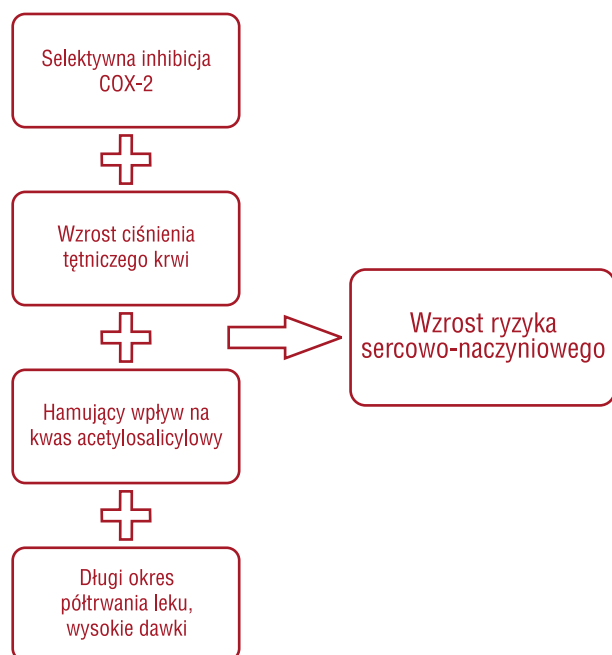 Selektywna inhibicja
COX-2
Wzrost ciśnienia
tętniczego krwi
Hamujący wpływ na
kwas acetylosalicylowy
Długi okres
półtrwania leku,
wysokie dawki
Wzrost ryzyka
sercowo-naczyniowego